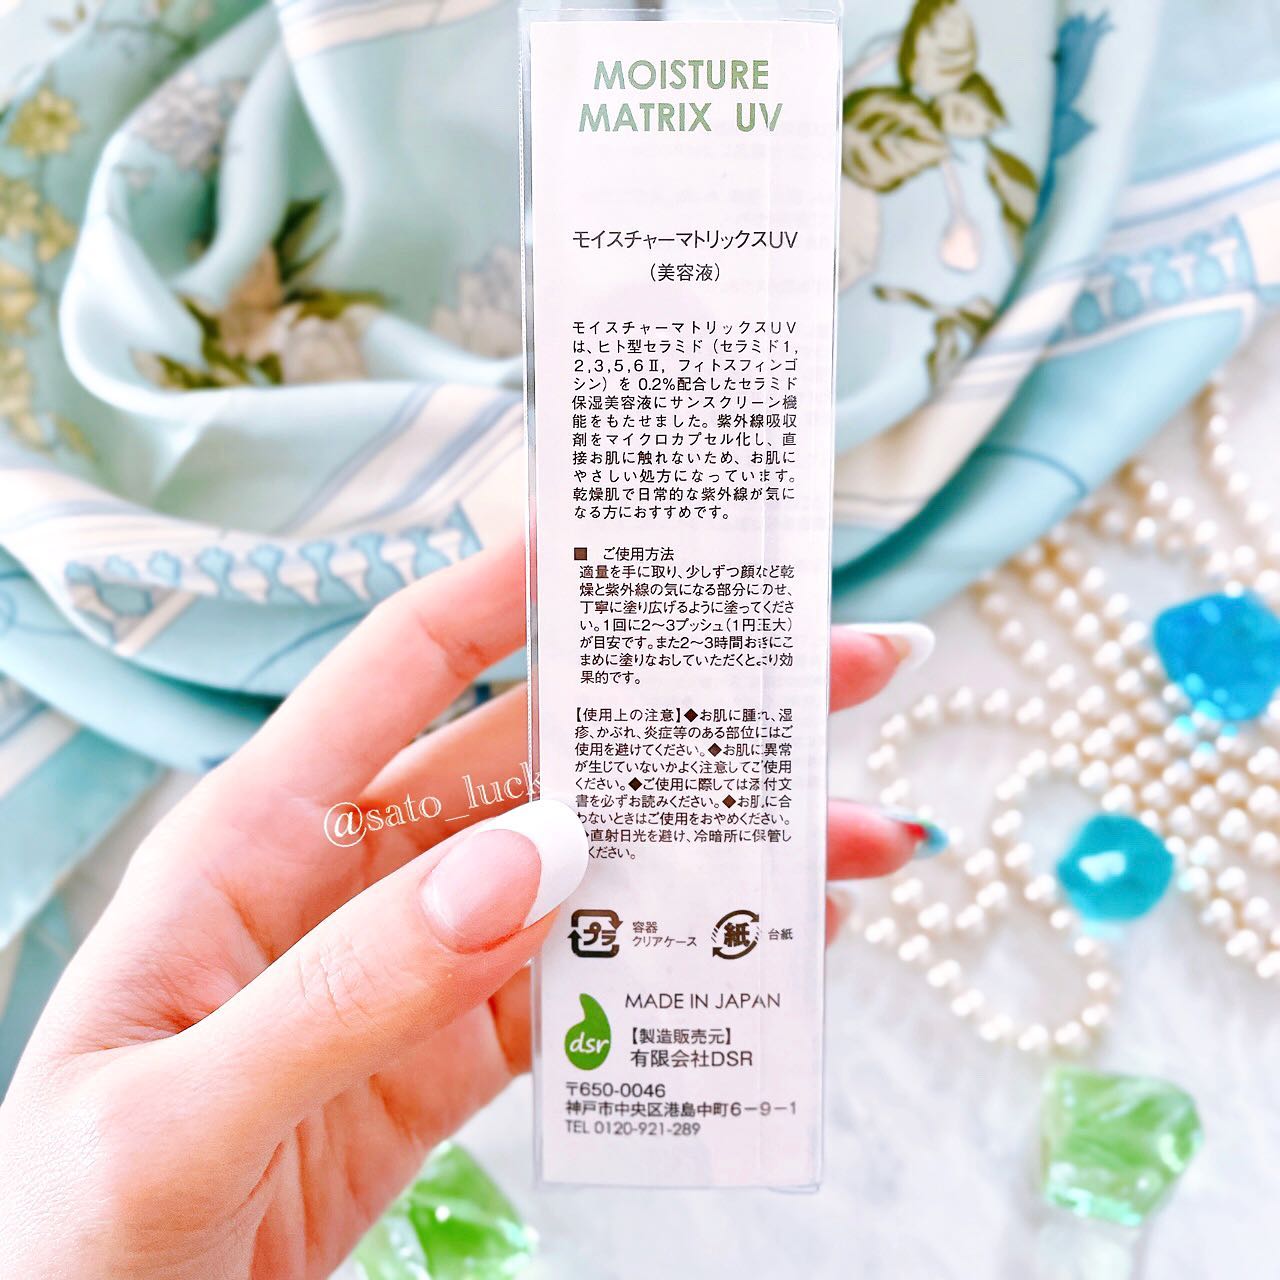 MOISTURE
MATRIX UV
モイスチャーマトリックスUV
（美容液）
モイスチャーマトリックスUV
は、ヒト型セラミド（セラミド1,
2,3,5,6Ⅱ, フィトスフィンゴ
シン）を 0.2%配合したセラミド
保湿美容液にサンスクリーン機
能をもたせました。紫外線吸収
剤をマイクロカプセル化し、直
接お肌に触れないため、お肌に
やさしい処方になっています。
乾燥肌で日常的な紫外線が気に
なる方におすすめです。
■ ご使用方法
適量を手に取り、少しずつ顔など乾
燥と紫外線の気になる部分にのせ、
丁寧に塗り広げるように塗ってくださ
い。1回に2〜3プッシュ(1円玉大)
が目安です。また2〜3時間おきにこ
まめに塗りなおしていただくとより効
果的です。
【使用上の注意】◆お肌に腫れ、湿
疹、かぶれ、炎症等のある部位にはご
使用を避けてください。◆お肌に異常
が生じていないかよく注意してご使用
ください。◆ご使用に際しては添付文
書を必ずお読みください。◆お肌に合
わないときはご使用をおやめください。
◆直射日光を避け、冷暗所に保管し
ください。
@sato_luck
プラ
容器
クリアケース
紙
台紙
MADE IN JAPAN
dsr
【製造販売元】
有限会社DSR
〒650-0046
神戸市中央区港島中町6－9－1
TEL 0120-921-289